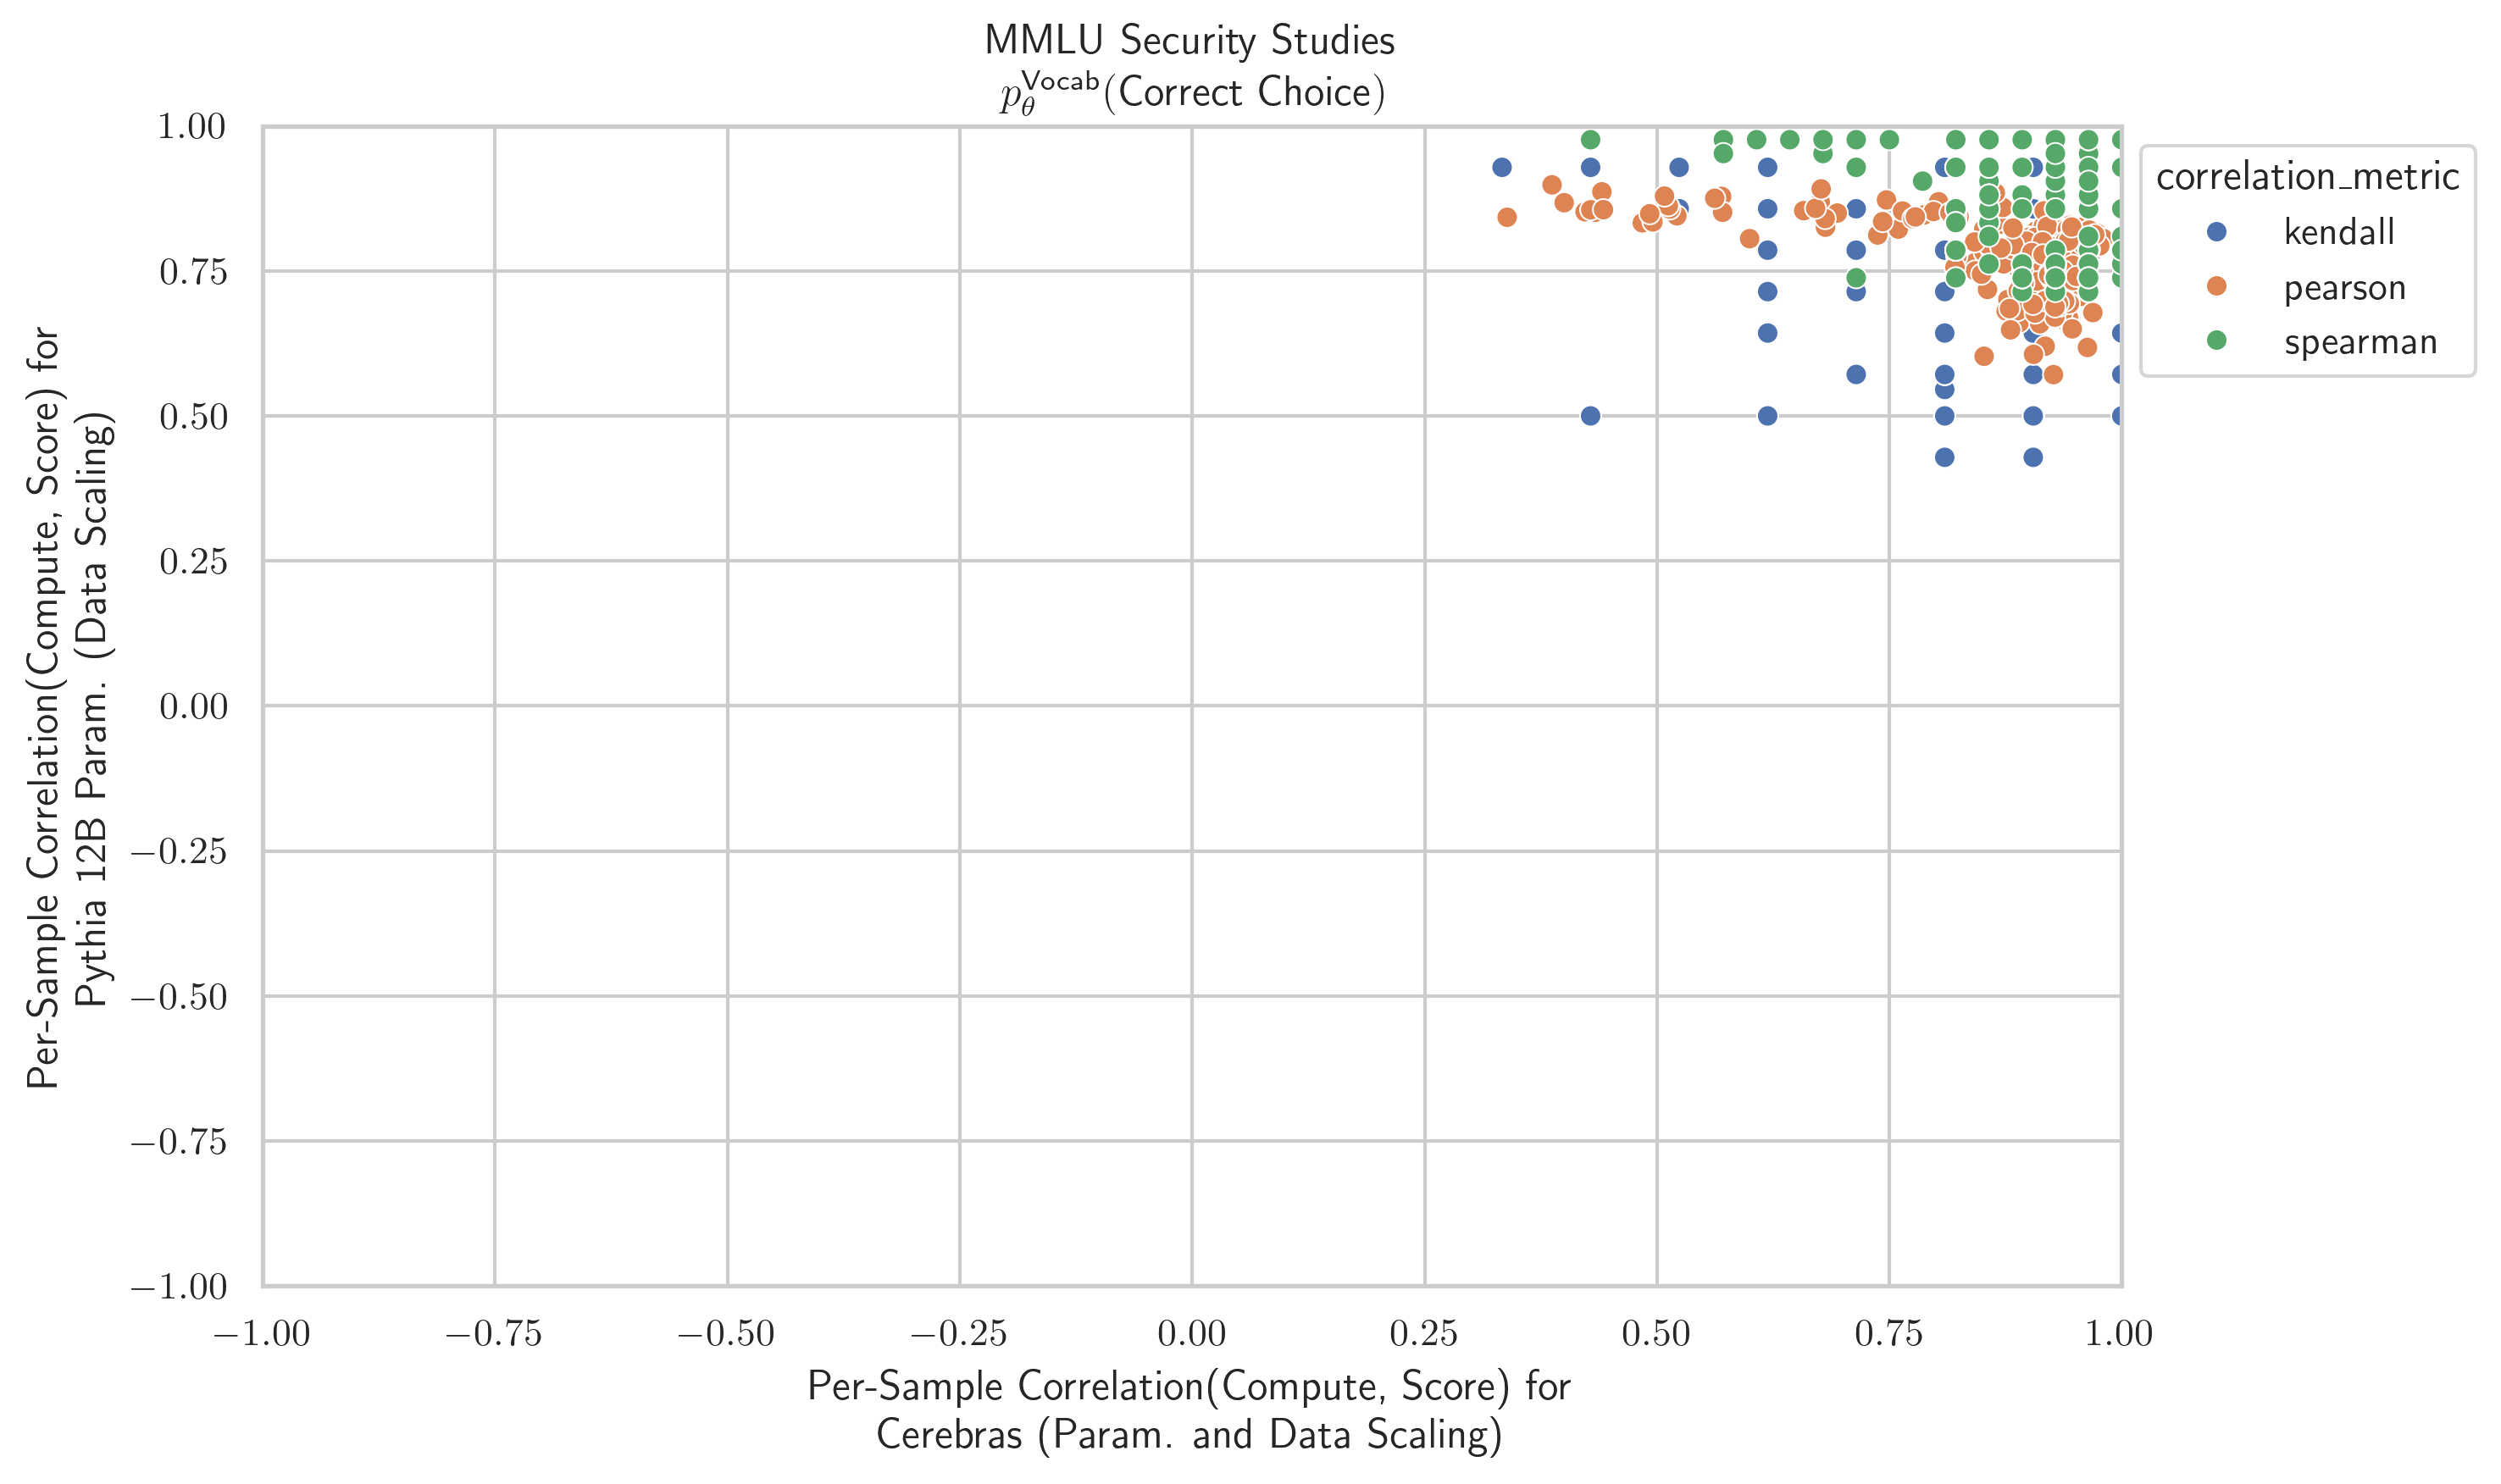 MMLU Security Studies
p_θ^Vocab(Correct Choice)
1.00
0.75
0.50
0.25
0.00
−0.25
−0.50
−0.75
−1.00
Per-Sample Correlation(Compute, Score) for
Pythia 12B Param. (Data Scaling)
correlation_metric
kendall
pearson
spearman
−1.00 −0.75 −0.50 −0.25 0.00 0.25 0.50 0.75 1.00
Per-Sample Correlation(Compute, Score) for
Cerebras (Param. and Data Scaling)